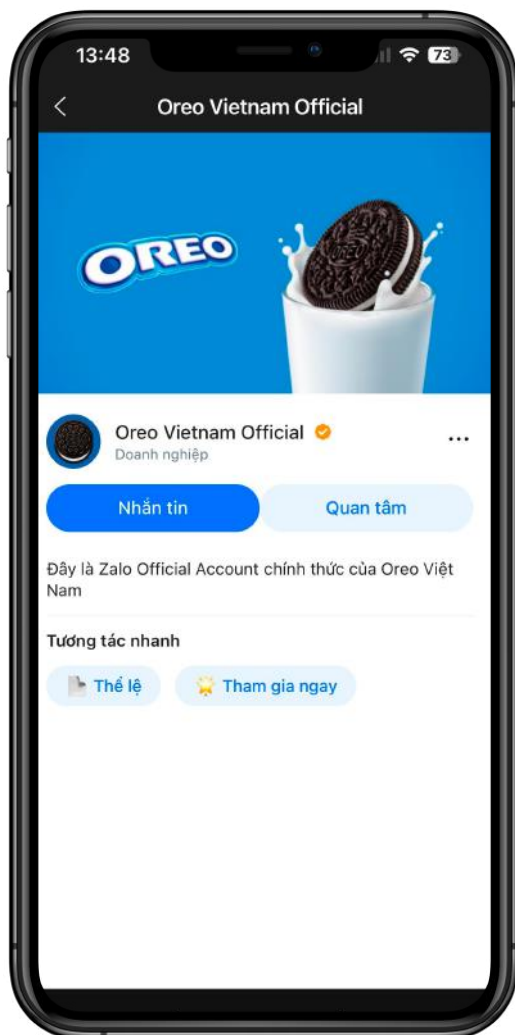 13:48
73
Oreo Vietnam Official
OREO
OREO
Oreo Vietnam Official
Doanh nghiệp
Nhắn tin
Quan tâm
Đây là Zalo Official Account chính thức của Oreo Việt
Nam
Tương tác nhanh
Thể lệ
Tham gia ngay